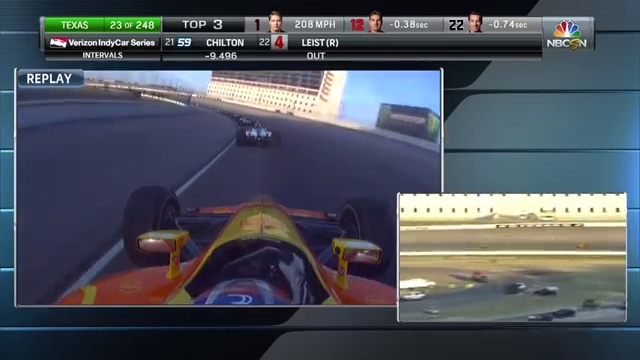 TEXAS 23 OF 248 TOP 3 1 208 MPH 12 -0.38sec 22 -0.74sec
Verizon IndyCar Series 21 59 CHILTON 22 4 LEIST(R) NBCSN
INTERVALS -9.496 OUT
REPLAY